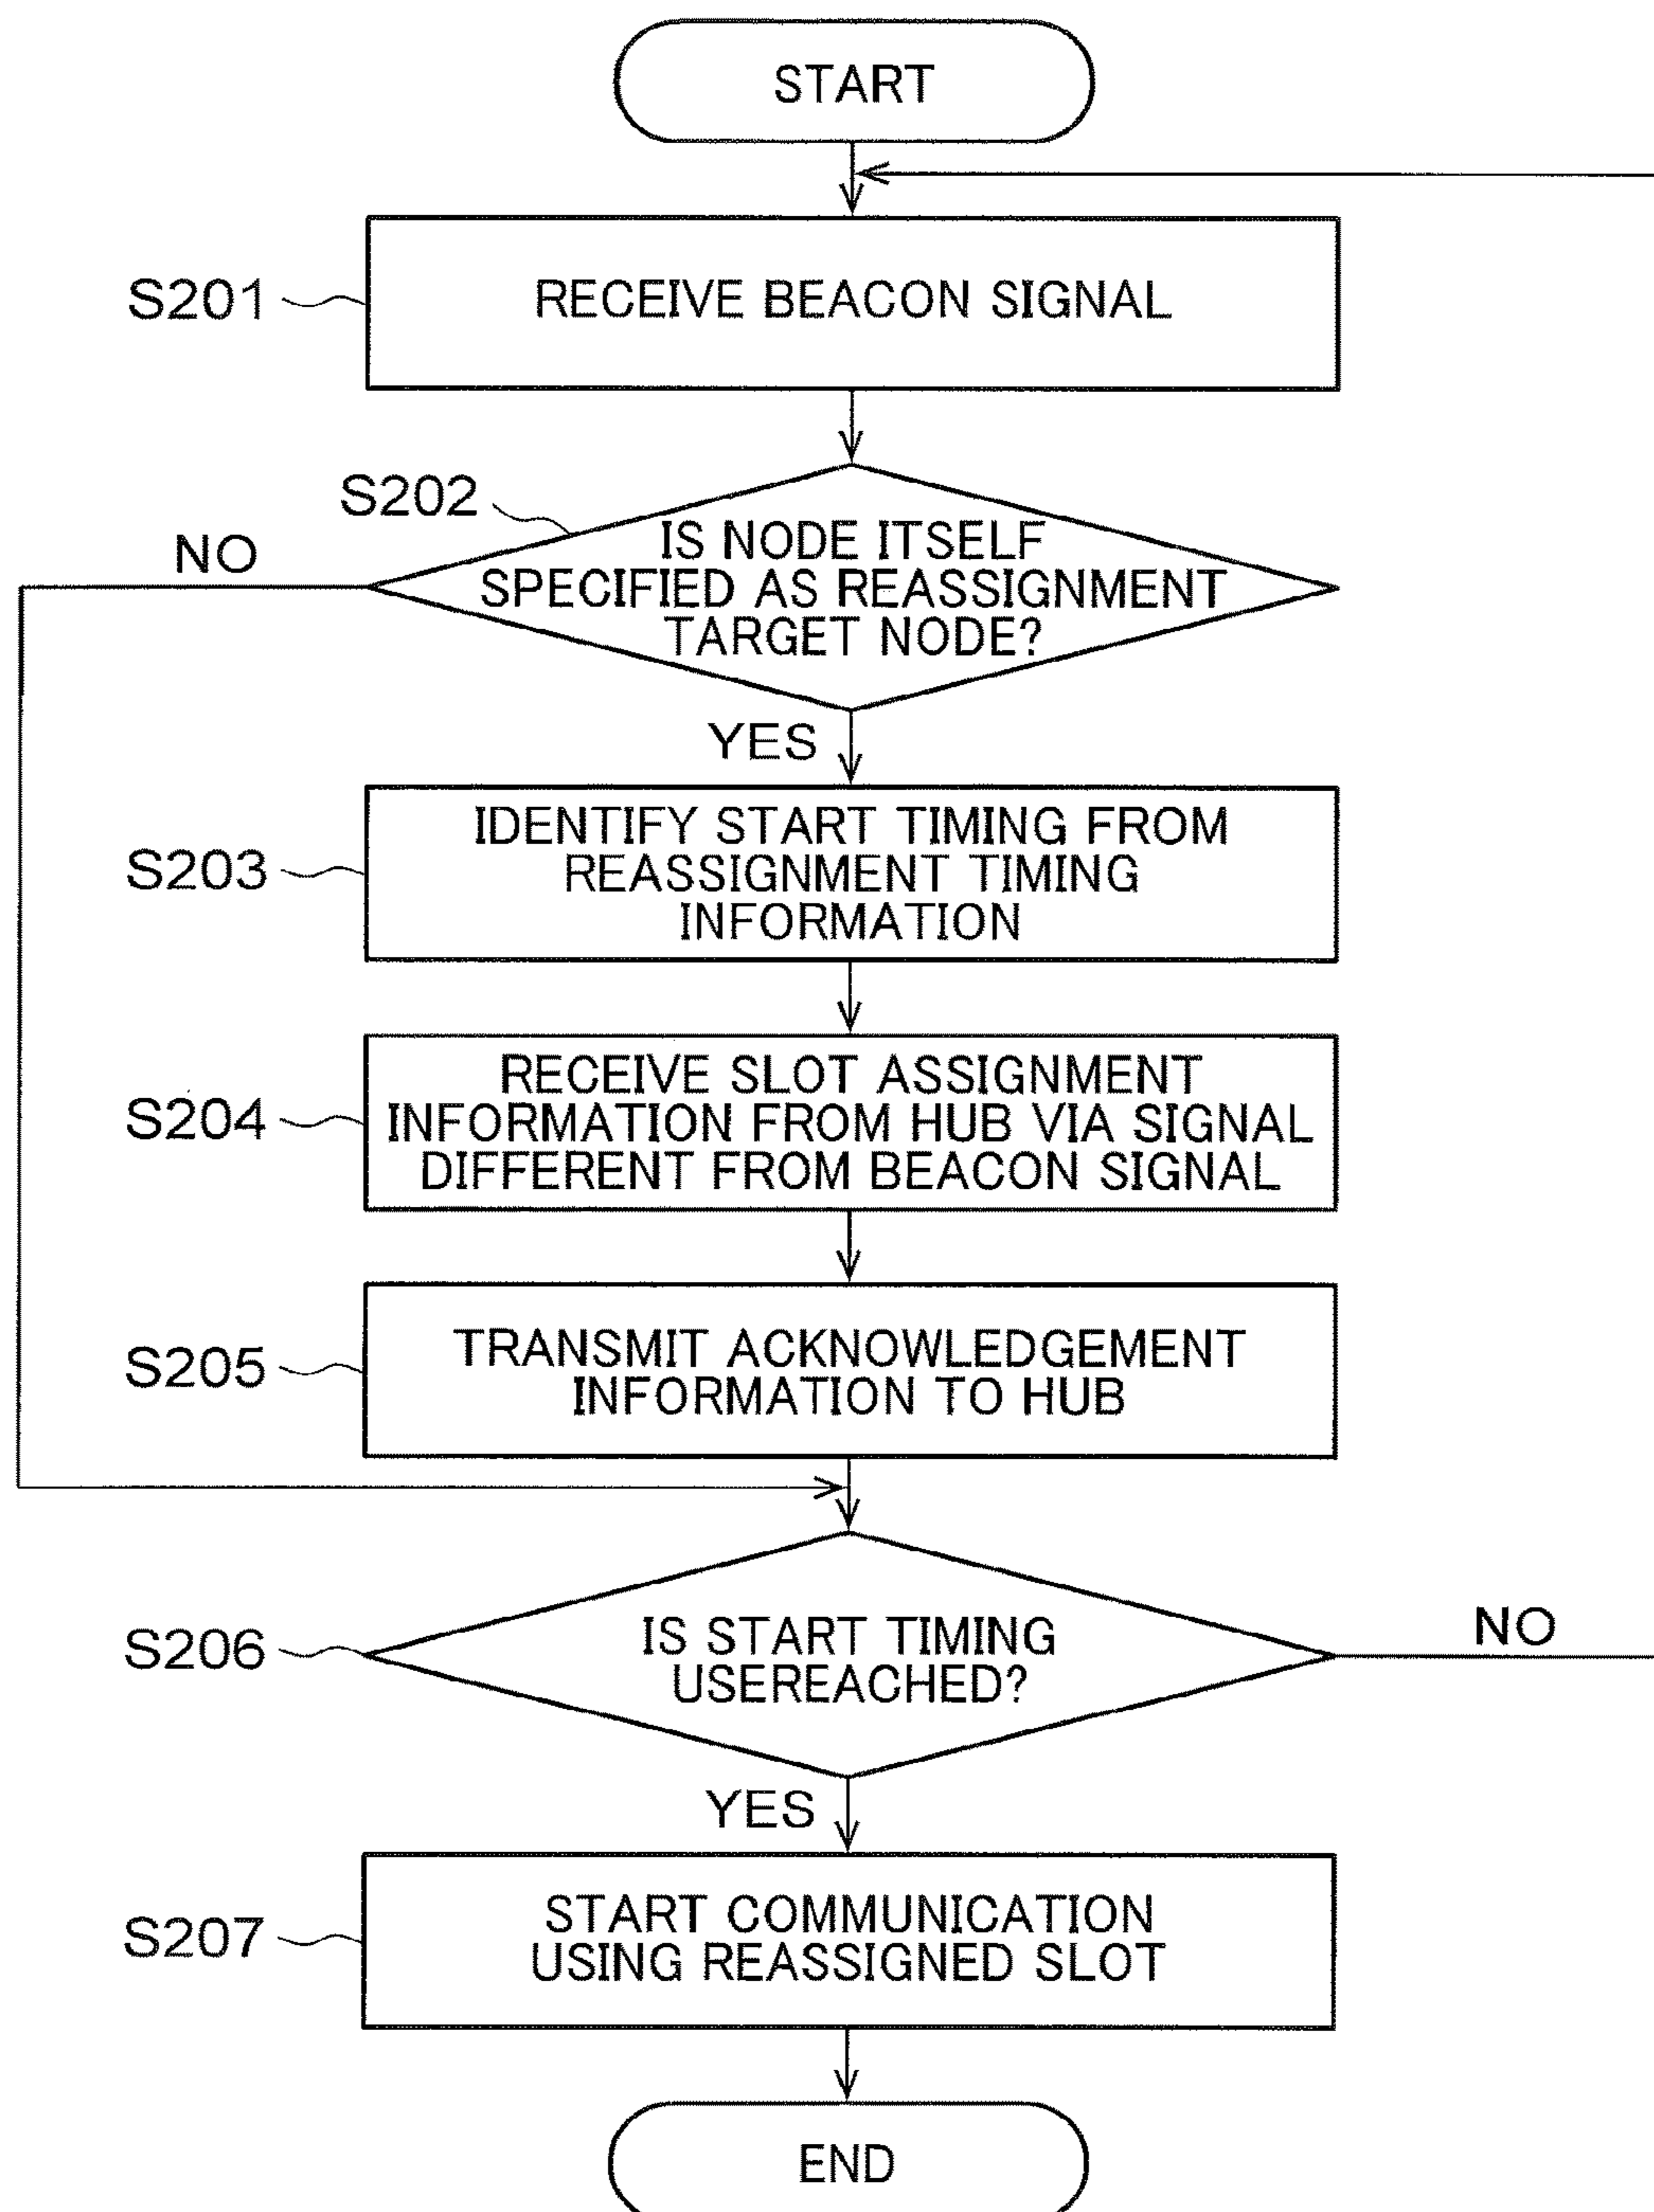 START
S201
RECEIVE BEACON SIGNAL
S202
NO
IS NODE ITSELF
SPECIFIED AS REASSIGNMENT
TARGET NODE?
YES
S203
IDENTIFY START TIMING FROM
REASSIGNMENT TIMING
INFORMATION
S204
RECEIVE SLOT ASSIGNMENT
INFORMATION FROM HUB VIA SIGNAL
DIFFERENT FROM BEACON SIGNAL
S205
TRANSMIT ACKNOWLEDGEMENT
INFORMATION TO HUB
S206
IS START TIMING
USEREACHED?
NO
YES
S207
START COMMUNICATION
USING REASSIGNED SLOT
END